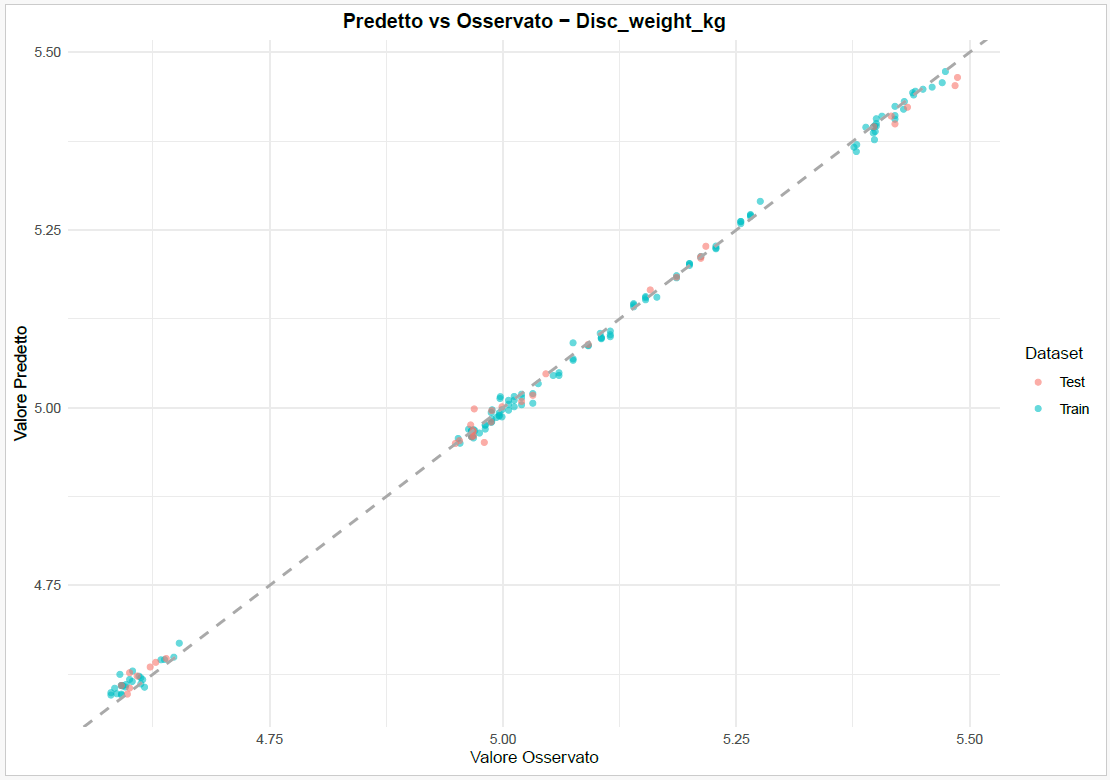 Predetto vs Osservato − Disc_weight_kg
5.50
5.25
5.00
4.75
Valore Predetto
4.75
5.00
5.25
5.50
Valore Osservato
Dataset
Test
Train